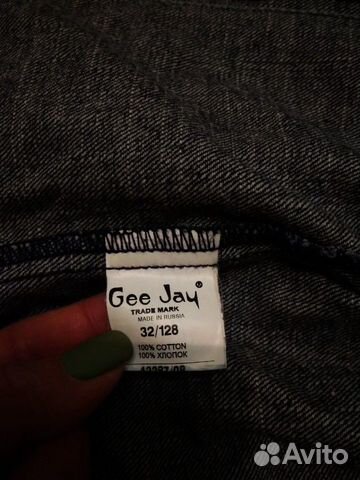 Gee Jay®
TRADE MARK
MADE IN RUSSIA
32/128
100% COTTON
100% ХЛОПОК
Avito